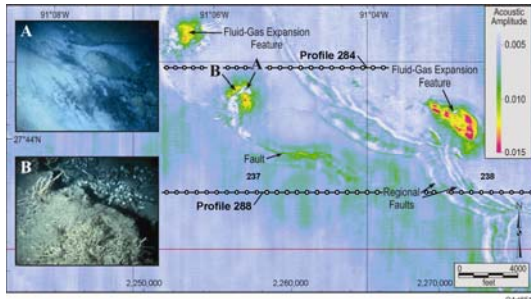 91°08'
91°06'
91°04'
A
Fluid-Gas Expansion
Feature
Profile 284
Acoustic
Amplitude
0.005
0.010
0.015
B
A
Fluid-Gas Expansion
Feature
27°44'
Fault
237
238
B
Regional
Faults
Profile 288
N
0
4000
feet
2,250,000
2,260,000
2,270,000